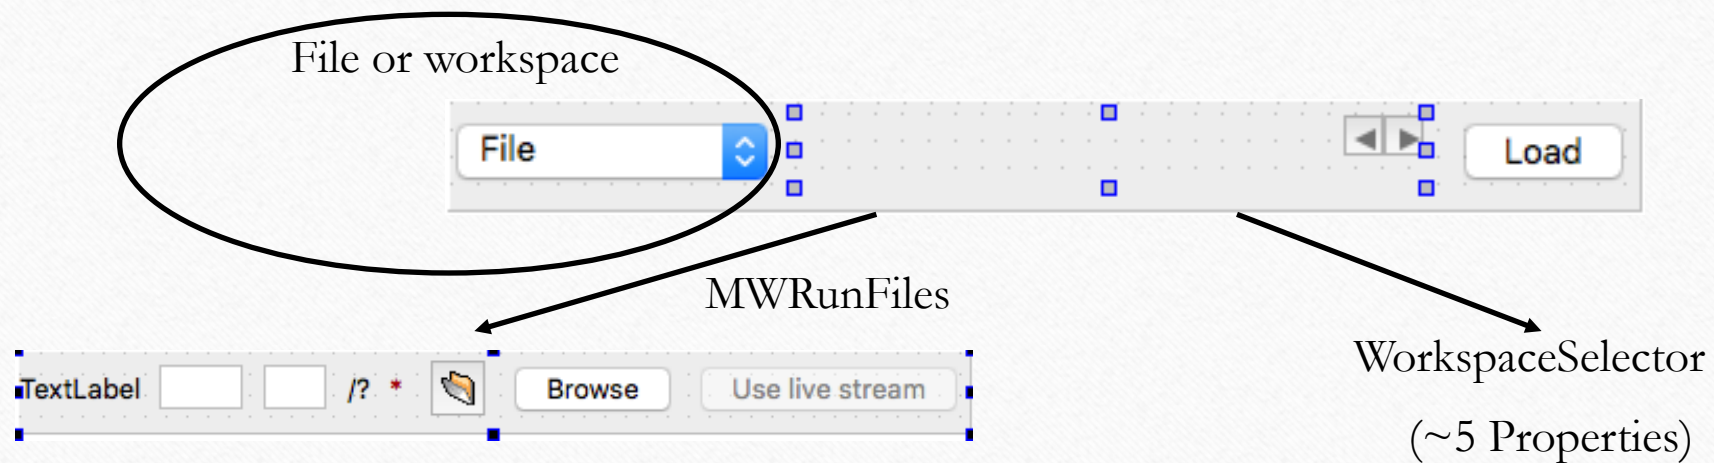 File or workspace
File
Load
MWRunFiles
TextLabel /? * Browse Use live stream
WorkspaceSelector
(~5 Properties)